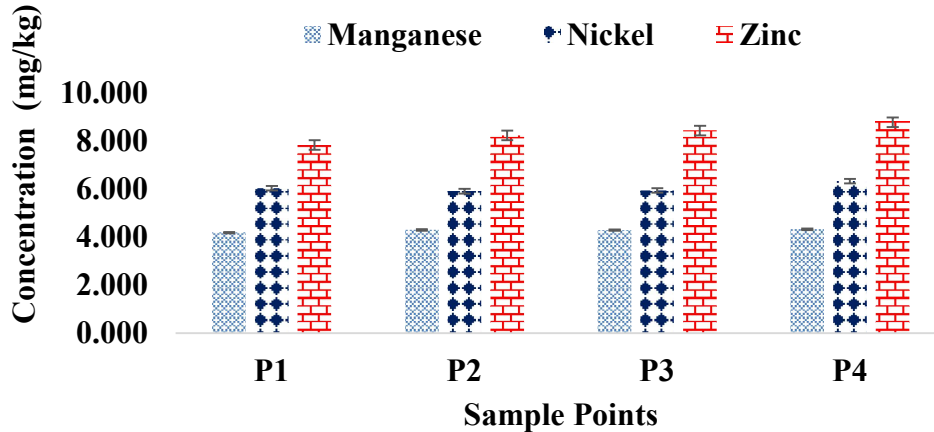 Manganese Nickel Zinc
Concentration (mg/kg)
10.000
8.000
6.000
4.000
2.000
0.000
P1 P2 P3 P4
Sample Points